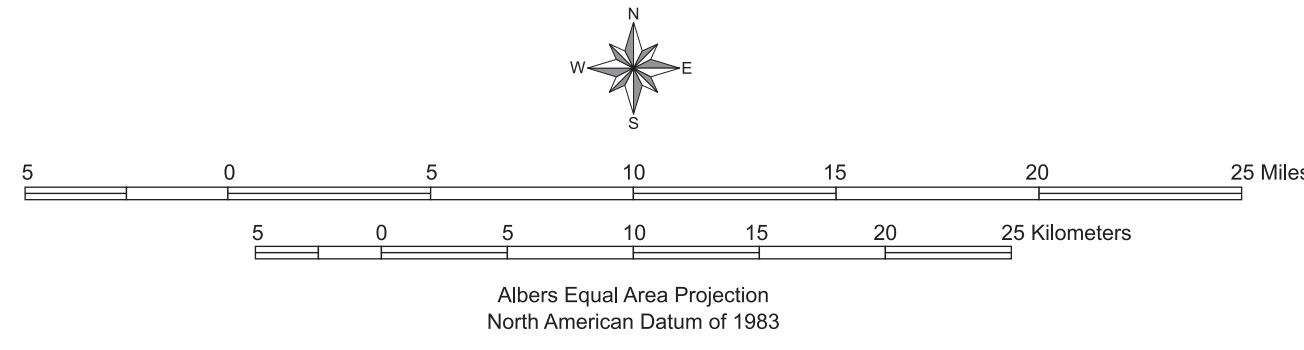 N
W E
S
5 0 5 10 15 20 25 Miles
5 0 5 10 15 20 25 Kilometers
Albers Equal Area Projection
North American Datum of 1983